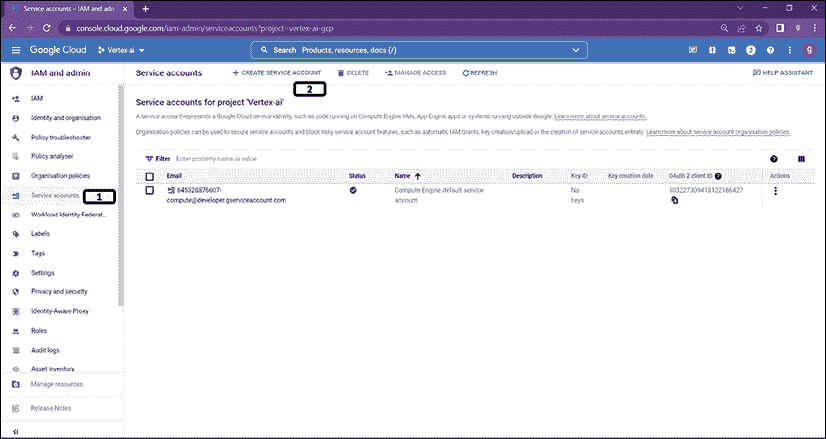 Service accounts – IAM and adm
console.cloud.google.com/iam-admin/serviceaccounts?project=vertex-ai-gcp
Google Cloud
Vertex-ai
Search Products, resources, docs (/)
2
g
IAM and admin
Service accounts
+ CREATE SERVICE ACCOUNT
DELETE
MANAGE ACCESS
REFRESH
HELP ASSISTANT
2
IAM
Identity and organisation
Policy troubleshooter
Policy analyser
Organisation policies
Service accounts
1
Workload Identity Federat...
Labels
Tags
Settings
Privacy and security
Identity-Aware Proxy
Roles
Audit logs
Asset inventory
Manage resources
Release Notes
Service accounts for project 'Vertex-ai'
A service account represents a Google Cloud service identity, such as code running on Compute Engine VMs, App Engine apps or systems running outside Google. Learn more about service accounts.
Organisation policies can be used to secure service accounts and block risky service account features, such as automatic IAM Grants, key creation/upload or the creation of service accounts entirely. Learn more about service account organisation policies.
Filter Enter property name or value
Email Status Name Description Key ID Key creation date OAuth 2 client ID Actions
645328876607-
compute@developer.gserviceaccount.com
Compute Engine default service
account
No
keys
103227309418122186427